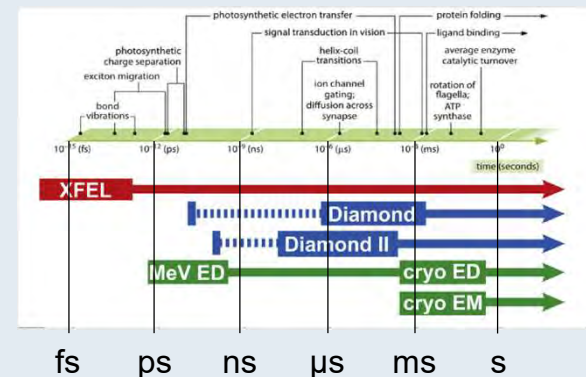 photosynthetic electron transfer
protein folding
signal transduction in vision
ligand binding
photosynthetic
charge separation
helix-coil
transitions
average enzyme
catalytic turnover
exciton migration
ion channel
gating;
diffusion across
synapse
rotation of
flagella;
ATP
synthase
bond
vibrations
10⁻¹⁵ (fs)
10⁻¹² (ps)
10⁻⁹ (ns)
10⁻⁶ (µs)
10⁻³ (ms)
10⁰
time (seconds)
XFEL
Diamond
Diamond II
MeV ED
cryo ED
cryo EM
fs ps ns µs ms s